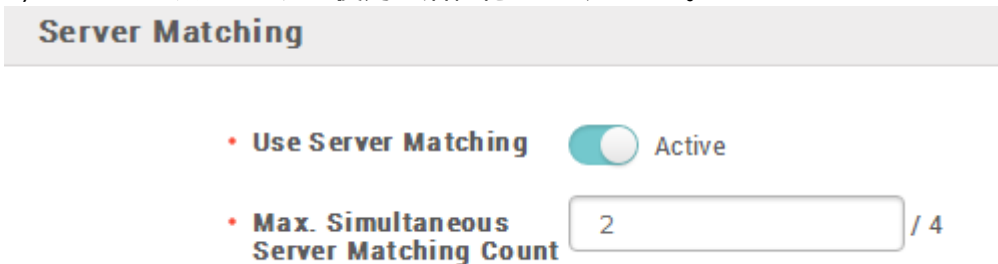 Server Matching
• Use Server Matching Active
• Max. Simultaneous
Server Matching Count 2 / 4